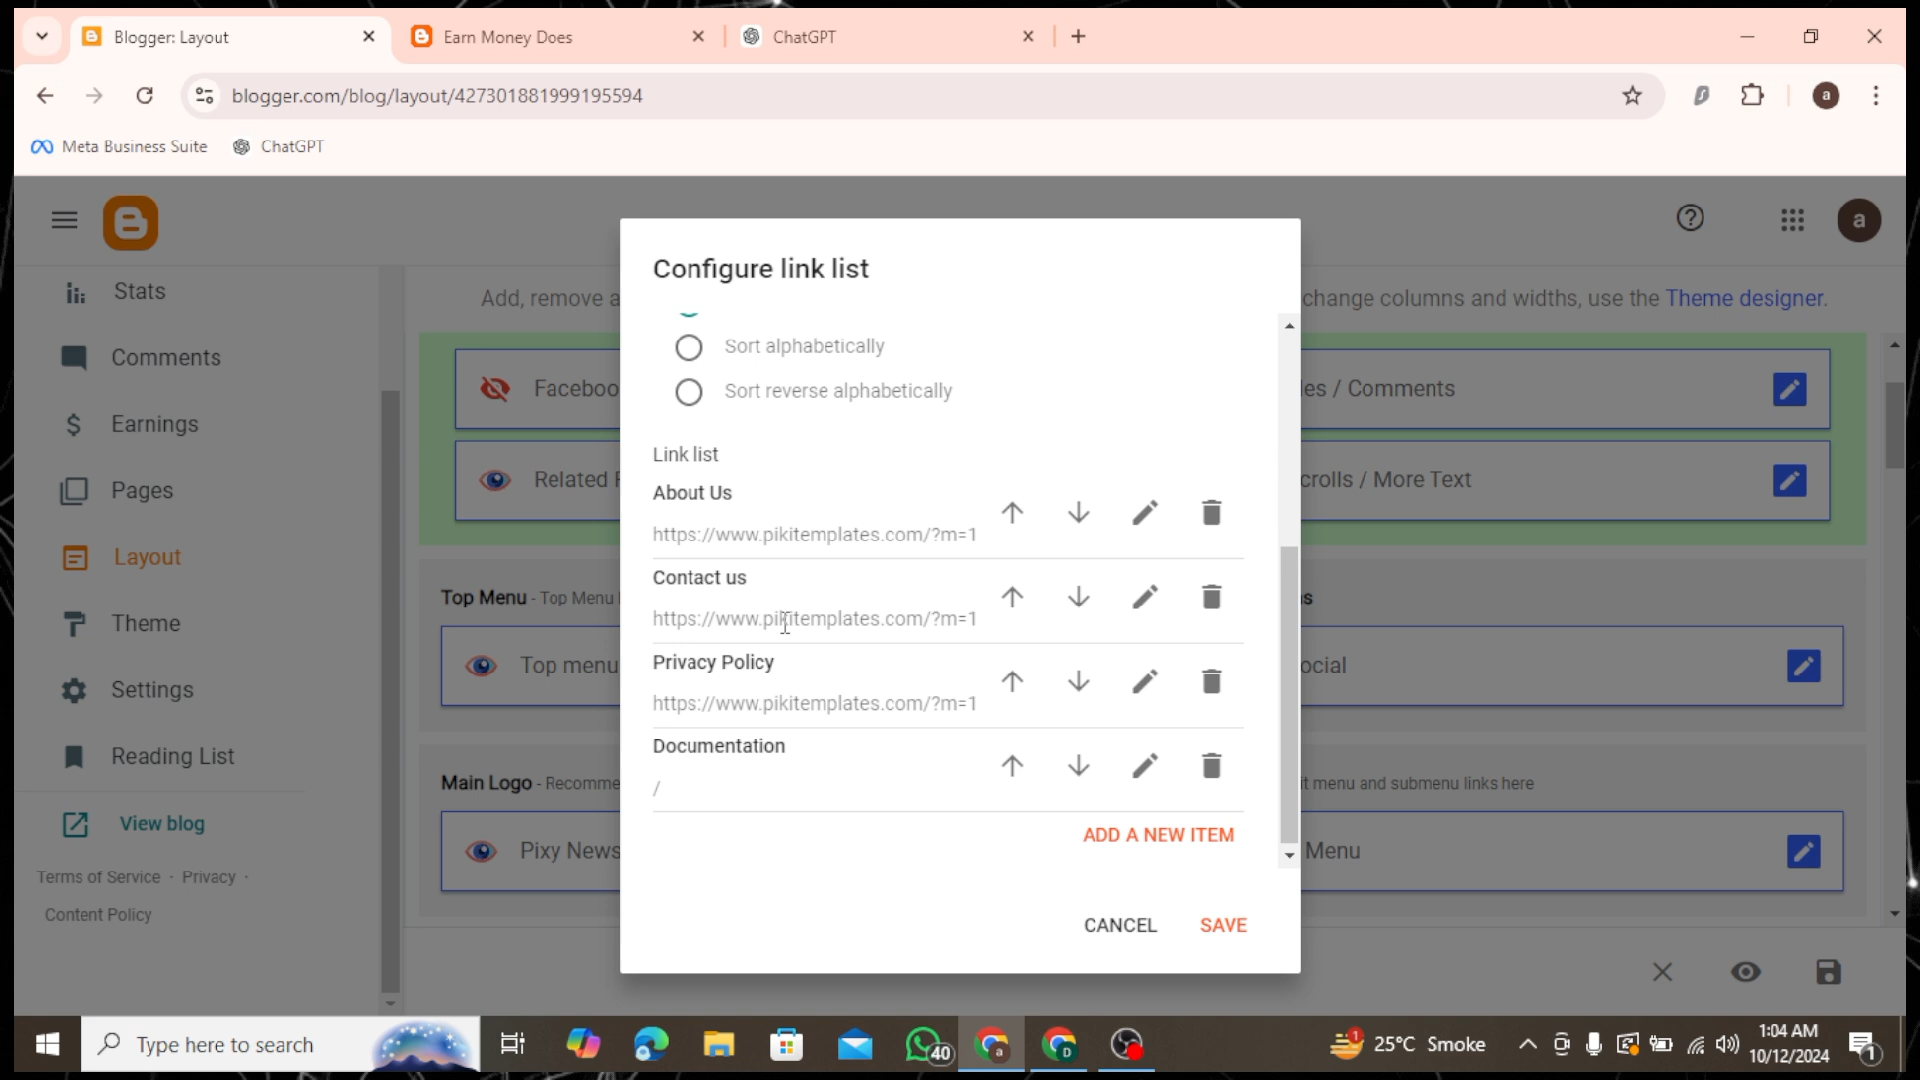 Blogger: Layout
Earn Money Does
ChatGPT
blogger.com/blog/layout/427301881999195594
a
Meta Business Suite
ChatGPT
a
Configure link list
Stats
Add, remove a
change columns and widths, use the Theme designer.
Sort alphabetically
Comments
Faceboo
les / Comments
Sort reverse alphabetically
Earnings
Link list
Related
crolls / More Text
Pages
About Us
https://www.pikitemplates.com/?m=1
Layout
Contact us
Top Menu - Top Menu
https://www.pikitemplates.com/?m=1
Theme
Privacy Policy
Top menu
ocial
Settings
https://www.pikitemplates.com/?m=1
Documentation
Reading List
Main Logo - Recomme
it menu and submenu links here
/
View blog
ADD A NEW ITEM
Pixy News
Menu
Terms of Service · Privacy ·
Content Policy
CANCEL
SAVE
Type here to search
40
a
D
1
25°C Smoke
1:04 AM
10/12/2024
1